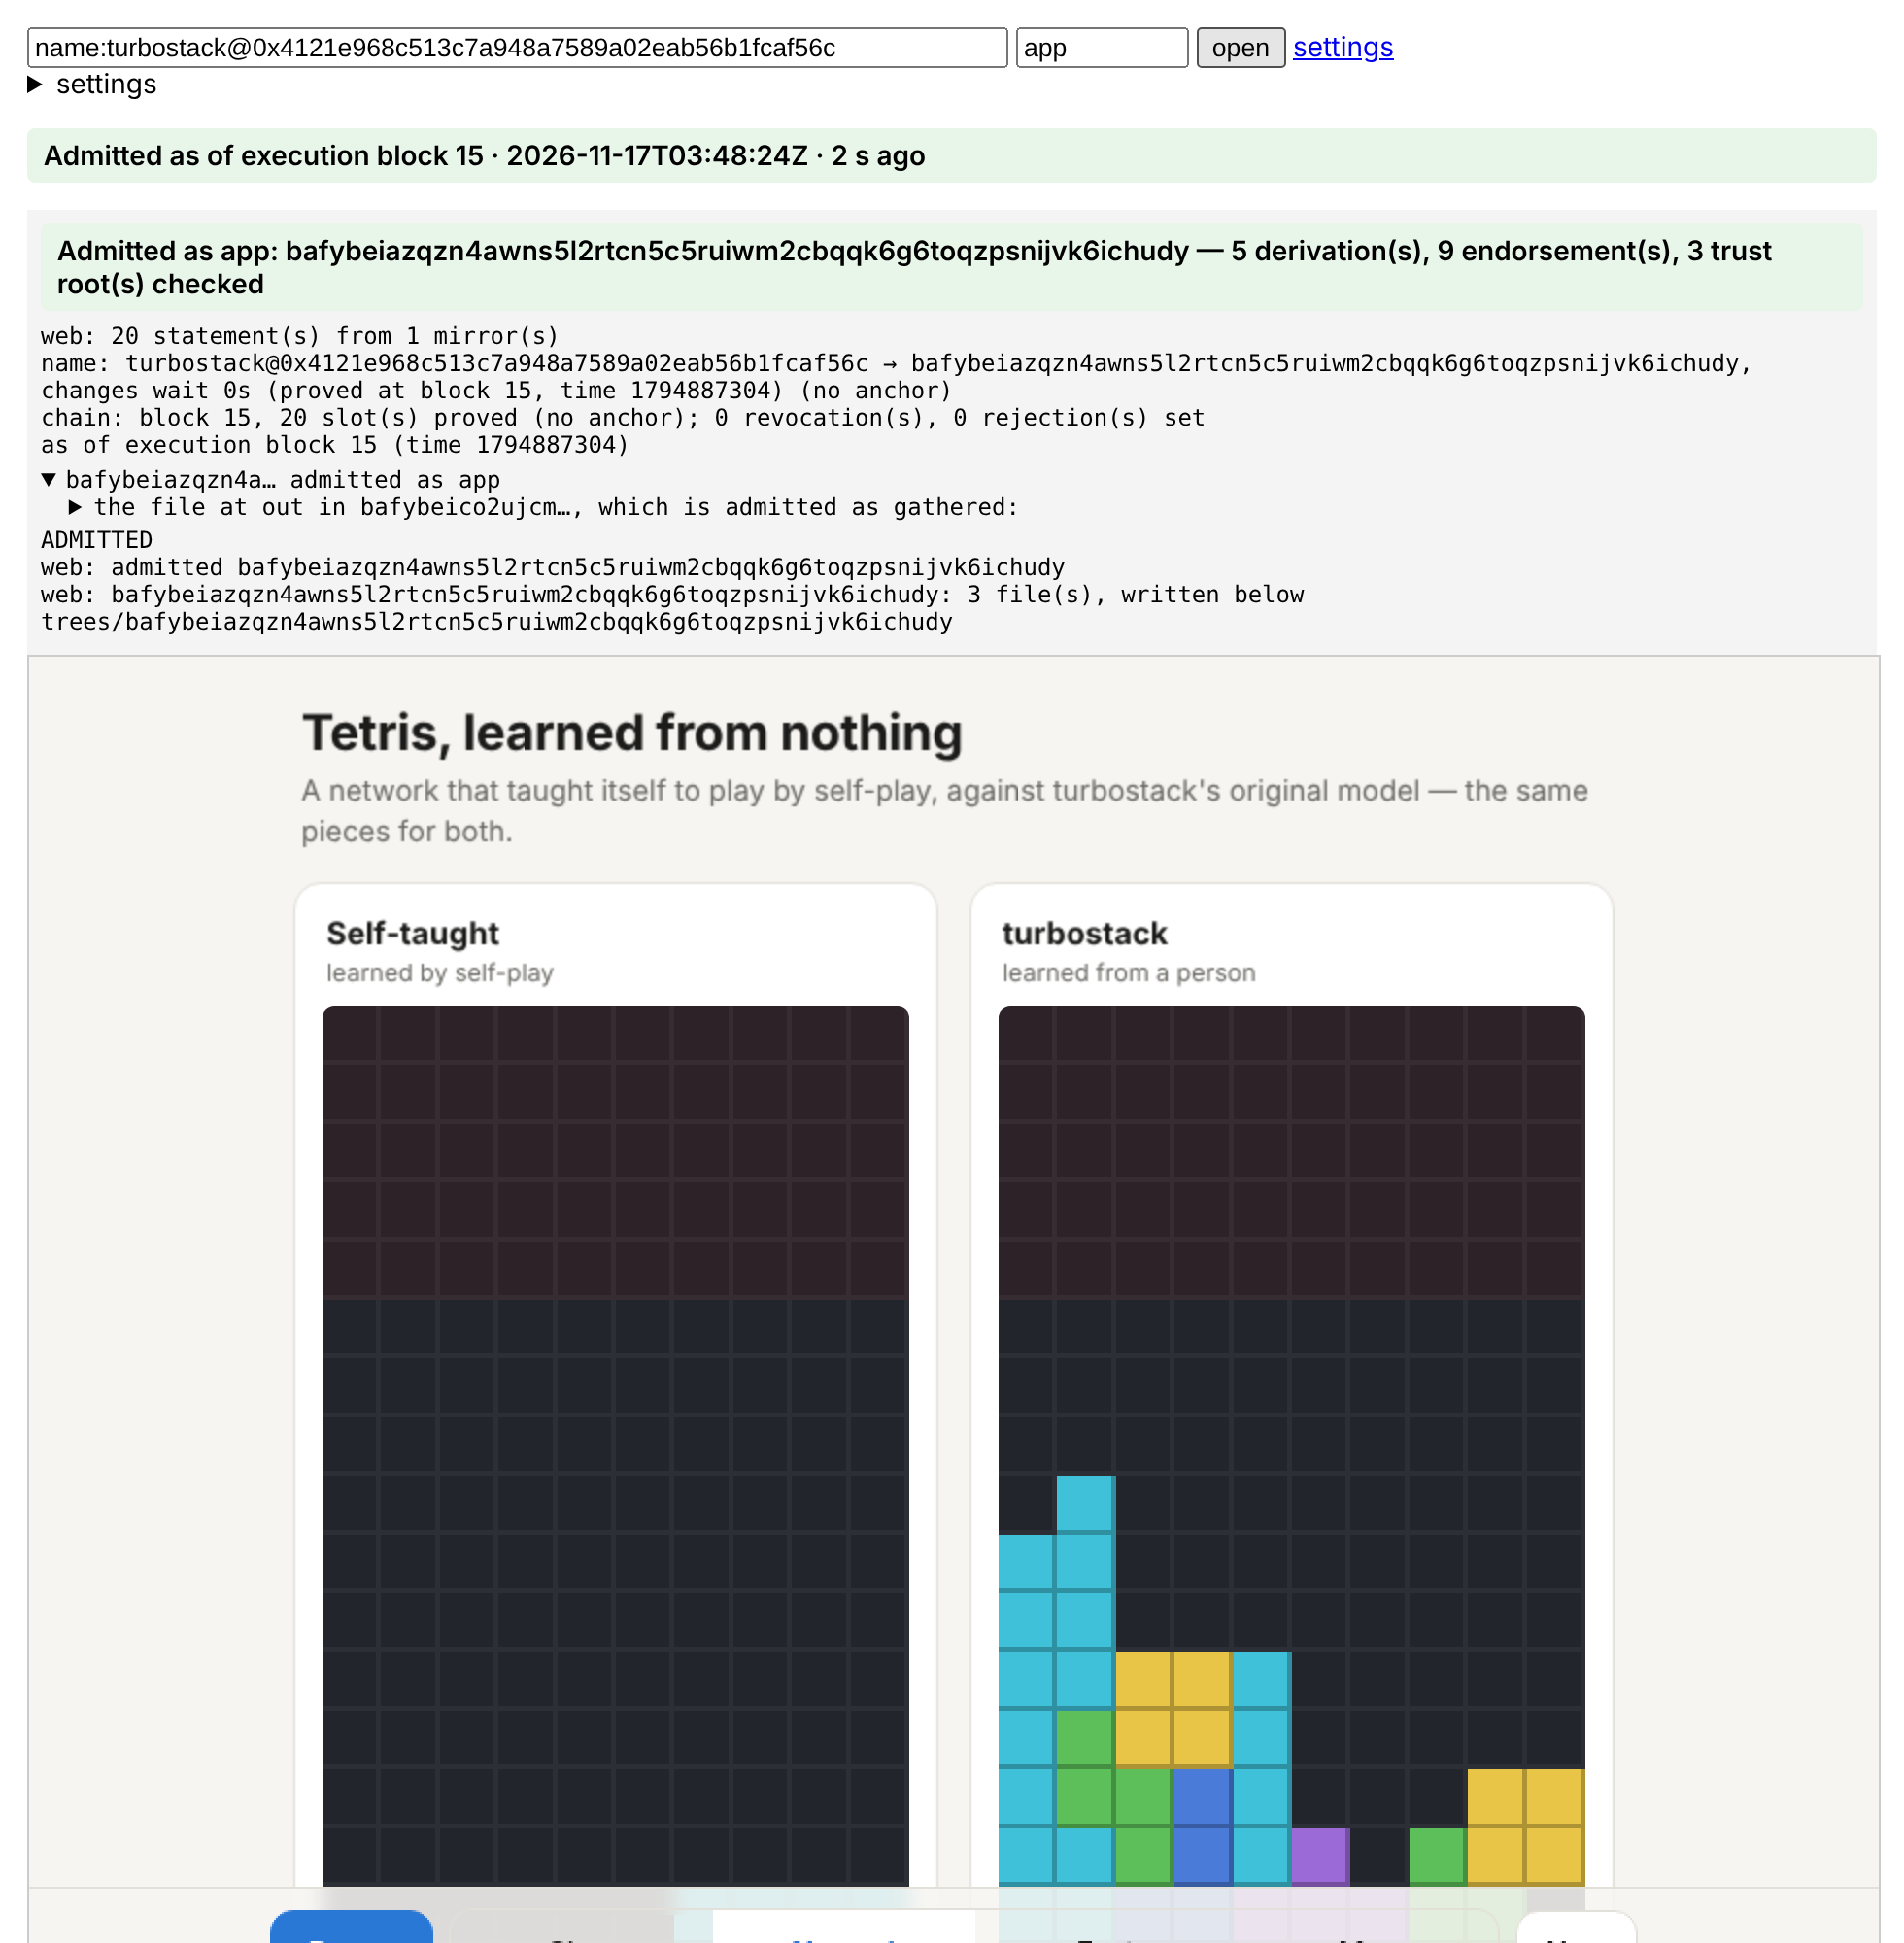 name:turbostack@0x4121e968c513c7a948a7589a02eab56b1fcaf56c app open settings
▶ settings
Admitted as of execution block 15 · 2026-11-17T03:48:24Z · 2 s ago
Admitted as app: bafybeiazqzn4awns5l2rtcn5c5ruiwm2cbqqk6g6toqzpsnijvk6ichudy — 5 derivation(s), 9 endorsement(s), 3 trust
root(s) checked
web: 20 statement(s) from 1 mirror(s)
name: turbostack@0x4121e968c513c7a948a7589a02eab56b1fcaf56c → bafybeiazqzn4awns5l2rtcn5c5ruiwm2cbqqk6g6toqzpsnijvk6ichudy,
changes wait 0s (proved at block 15, time 1794887304) (no anchor)
chain: block 15, 20 slot(s) proved (no anchor); 0 revocation(s), 0 rejection(s) set
as of execution block 15 (time 1794887304)
▼ bafybeiazqzn4a… admitted as app
▶ the file at out in bafybeico2ujcm…, which is admitted as gathered:
ADMITTED
web: admitted bafybeiazqzn4awns5l2rtcn5c5ruiwm2cbqqk6g6toqzpsnijvk6ichudy
web: bafybeiazqzn4awns5l2rtcn5c5ruiwm2cbqqk6g6toqzpsnijvk6ichudy: 3 file(s), written below
trees/bafybeiazqzn4awns5l2rtcn5c5ruiwm2cbqqk6g6toqzpsnijvk6ichudy
Tetris, learned from nothing
A network that taught itself to play by self-play, against turbostack's original model — the same
pieces for both.
Self-taught
learned by self-play
turbostack
learned from a person